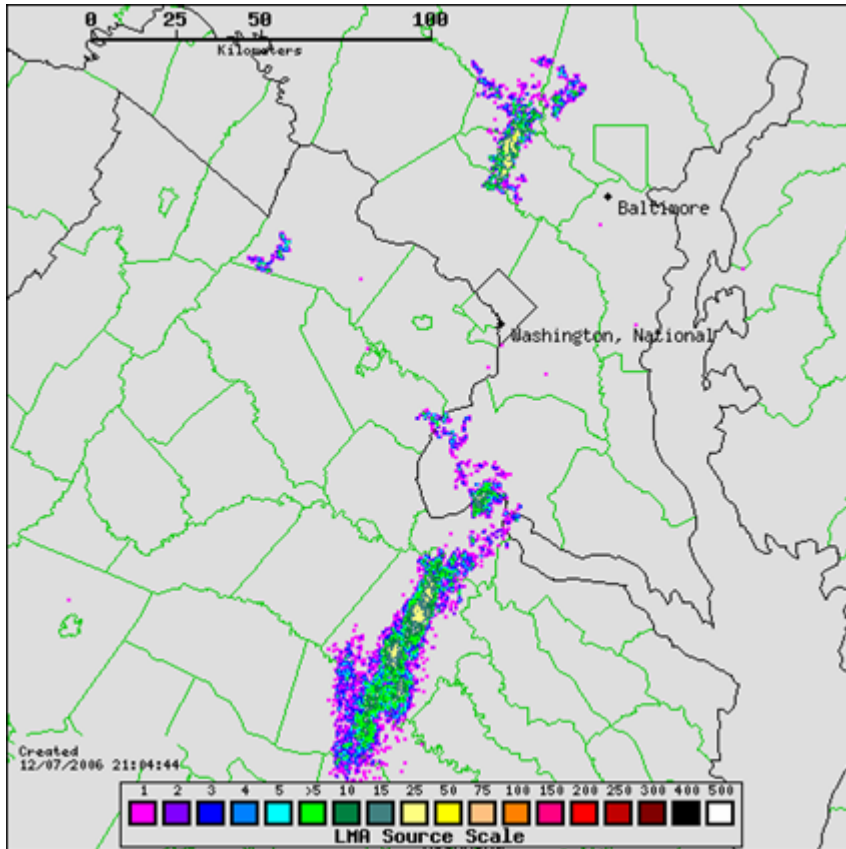 0 25 50 100
Kilometers
Baltimore
Washington, National
Created
12/07/2006 21:04:44
1 2 3 4 5 >5 10 15 25 50 75 100 150 200 250 300 400 500
LMA Source Scale